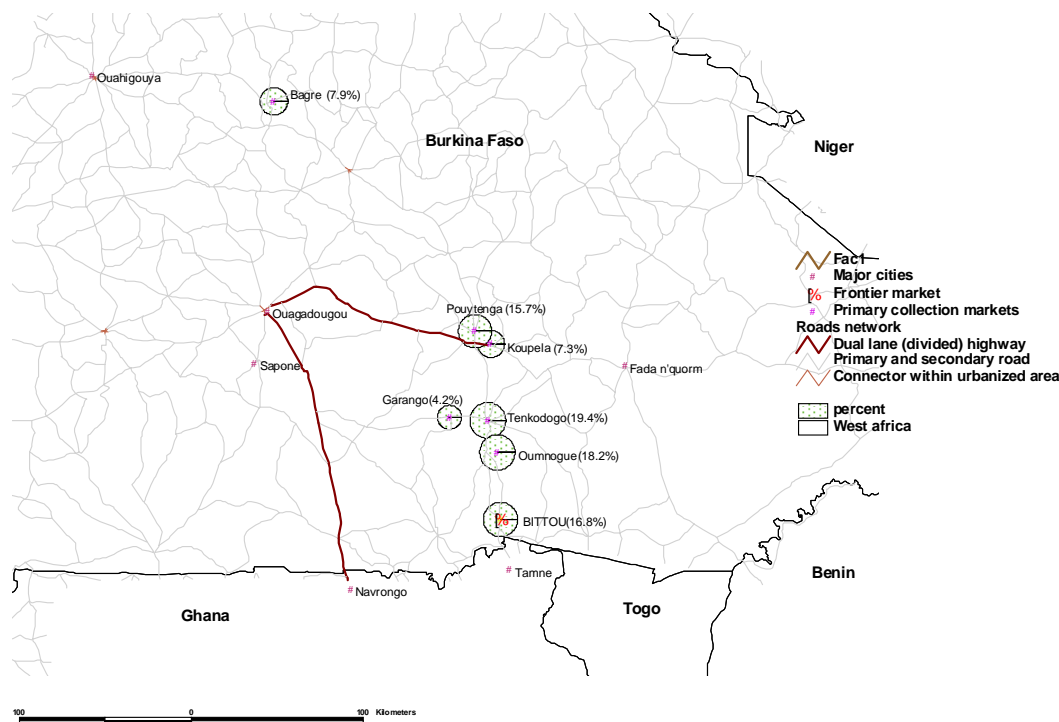 Ouahigouya
Bagre (7.9%)
Burkina Faso
Niger
Fac1
Major cities
Frontier market
Primary collection markets
Roads network
Dual lane (divided) highway
Primary and secondary road
Connector within urbanized area
percent
West africa
Pouytenga (15.7%)
Ouagadougou
Koupela (7.3%)
Sapone
Fada n'quorm
Garango(4.2%)
Tenkodogo(19.4%)
Oumnogue(18.2%)
%
BITTOU(16.8%)
Tamne
Benin
Navrongo
Ghana
Togo
100 0 100 Kilometers